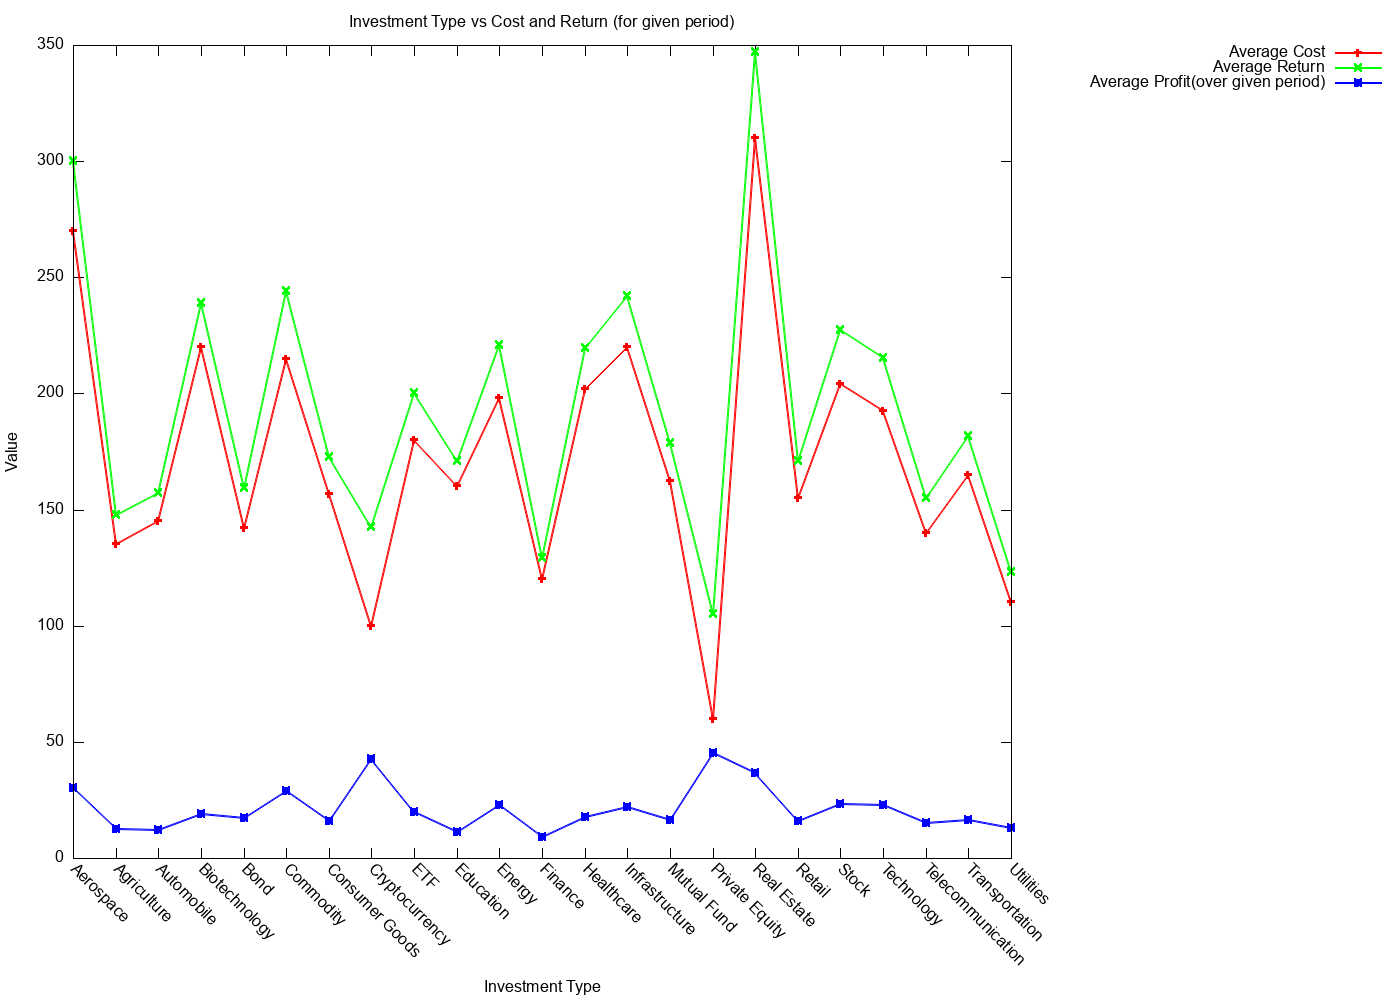 Investment Type vs Cost and Return (for given period)
Average Cost
Average Return
Average Profit(over given period)
350
300
250
200
150
100
50
0
Value
Aerospace
Agriculture
Automobile
Biotechnology
Bond
Commodity
Consumer Goods
Cryptocurrency
ETF
Education
Energy
Finance
Healthcare
Infrastructure
Mutual Fund
Private Equity
Real Estate
Retail
Stock
Technology
Telecommunication
Transportation
Utilities
Investment Type